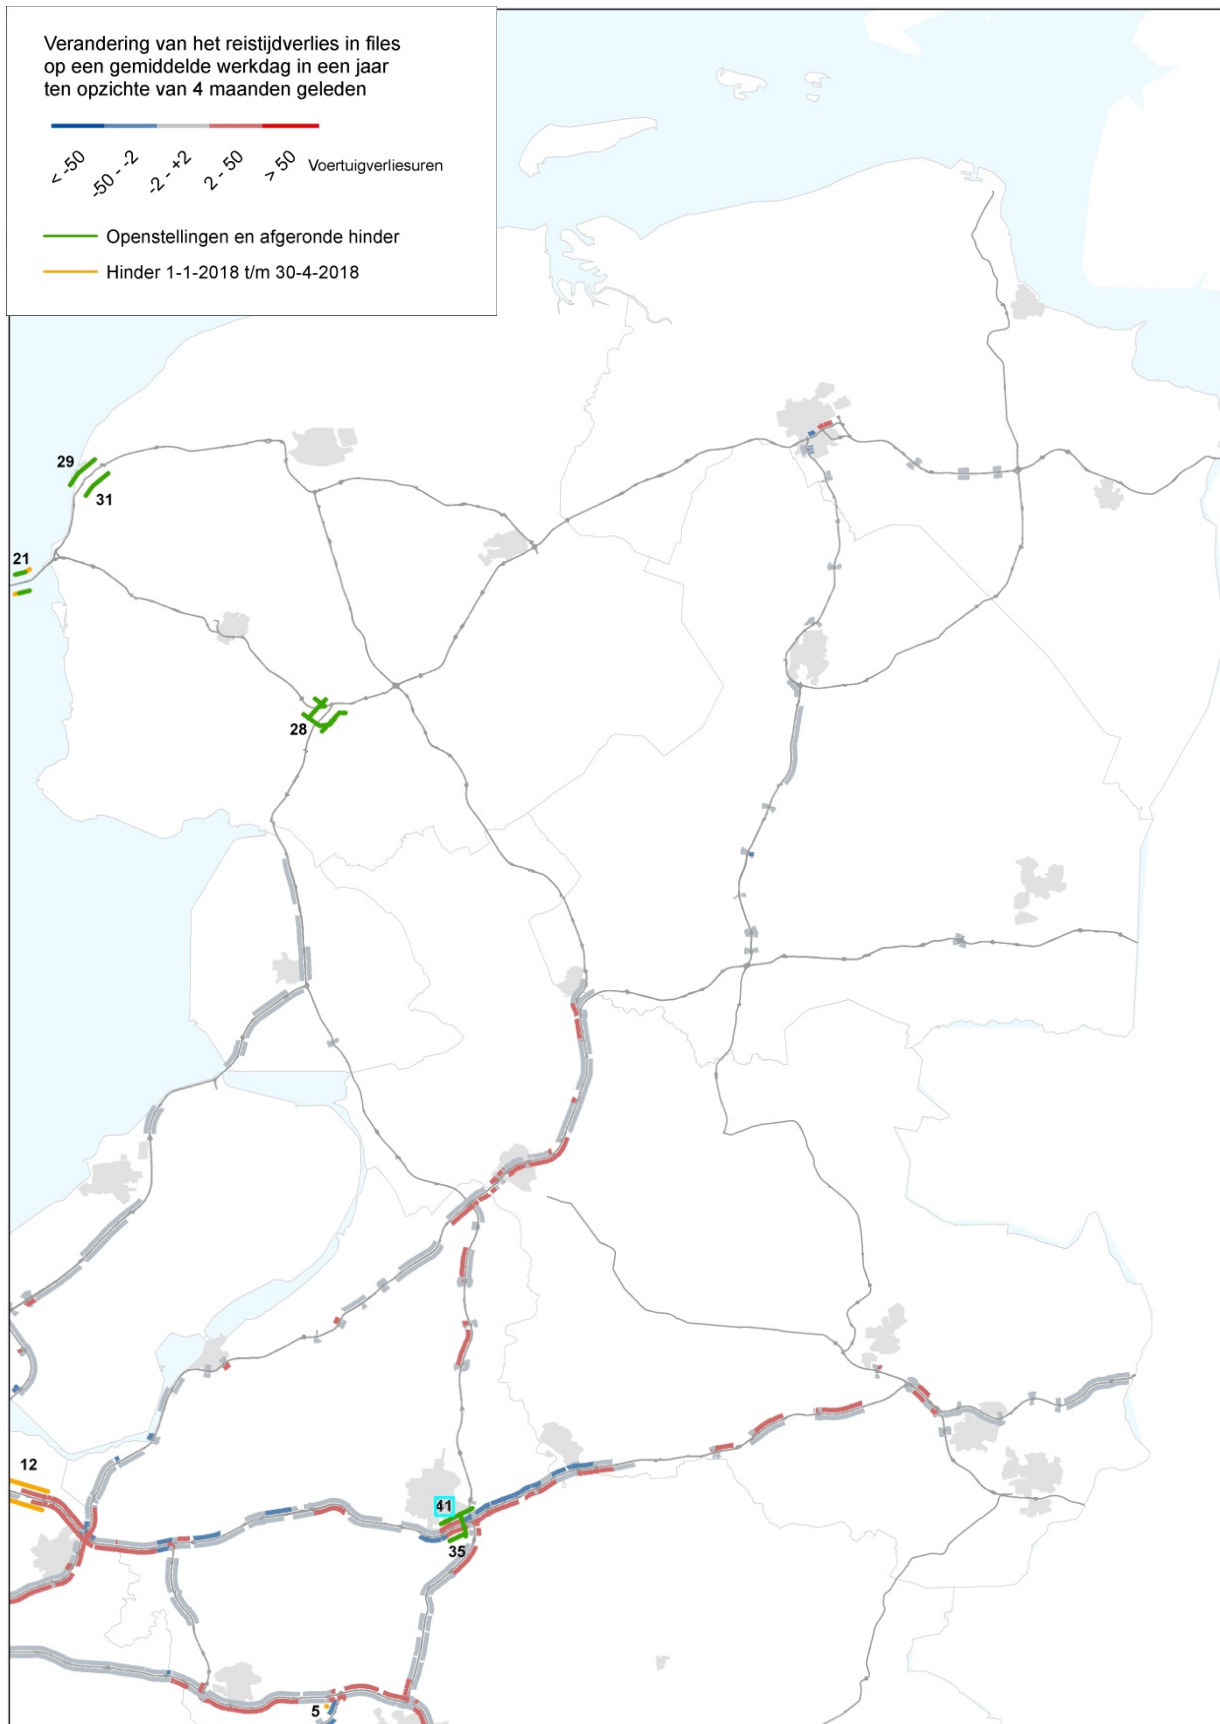 Verandering van het reistijdverlies in files
op een gemiddelde werkdag in een jaar
ten opzichte van 4 maanden geleden
< -50
-50 - -2
-2 - +2
2 - 50
> 50
Voertuigverliesuren
Openstellingen en afgeronde hinder
Hinder 1-1-2018 t/m 30-4-2018
29
31
21
28
12
41
35
5